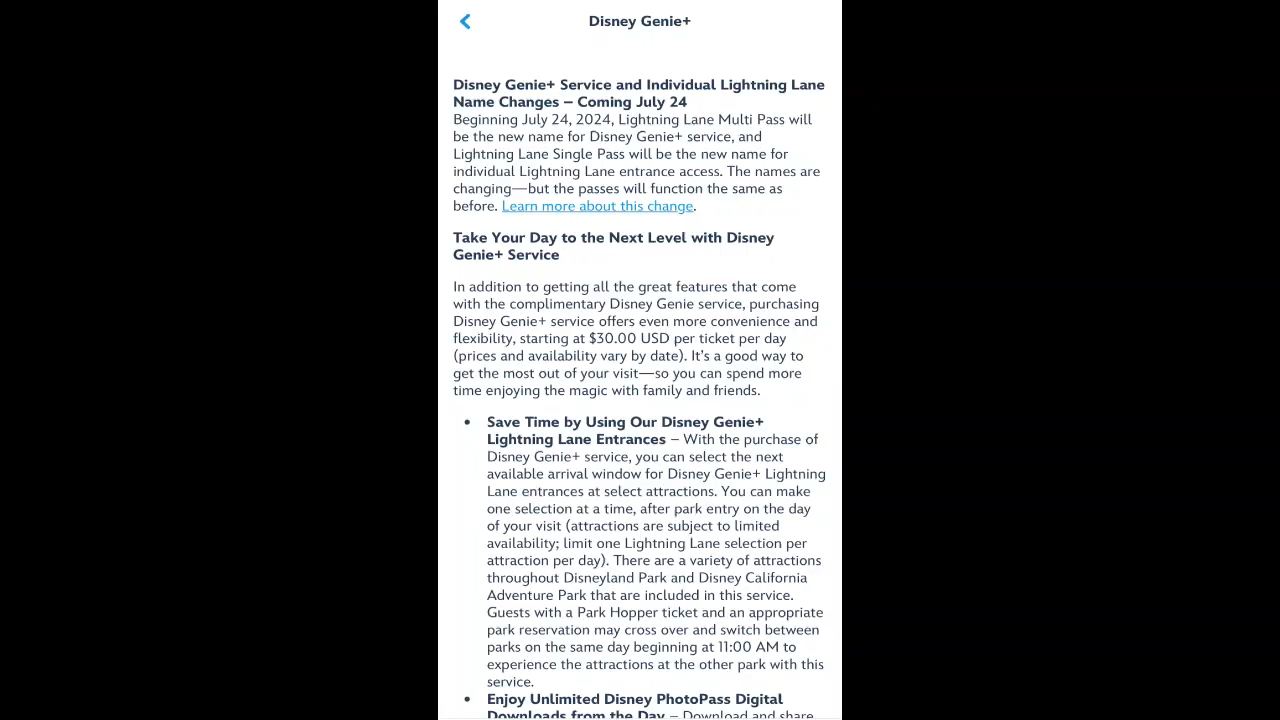 Disney Genie+
Disney Genie+ Service and Individual Lightning Lane
Name Changes – Coming July 24
Beginning July 24, 2024, Lightning Lane Multi Pass will
be the new name for Disney Genie+ service, and
Lightning Lane Single Pass will be the new name for
individual Lightning Lane entrance access. The names are
changing—but the passes will function the same as
before. Learn more about this change.
Take Your Day to the Next Level with Disney
Genie+ Service
In addition to getting all the great features that come
with the complimentary Disney Genie service, purchasing
Disney Genie+ service offers even more convenience and
flexibility, starting at $30.00 USD per ticket per day
(prices and availability vary by date). It's a good way to
get the most out of your visit—so you can spend more
time enjoying the magic with family and friends.
• Save Time by Using Our Disney Genie+
Lightning Lane Entrances – With the purchase of
Disney Genie+ service, you can select the next
available arrival window for Disney Genie+ Lightning
Lane entrances at select attractions. You can make
one selection at a time, after park entry on the day
of your visit (attractions are subject to limited
availability; limit one Lightning Lane selection per
attraction per day). There are a variety of attractions
throughout Disneyland Park and Disney California
Adventure Park that are included in this service.
Guests with a Park Hopper ticket and an appropriate
park reservation may cross over and switch between
parks on the same day beginning at 11:00 AM to
experience the attractions at the other park with this
service.
• Enjoy Unlimited Disney PhotoPass Digital
Downloads from the Day – Download and share